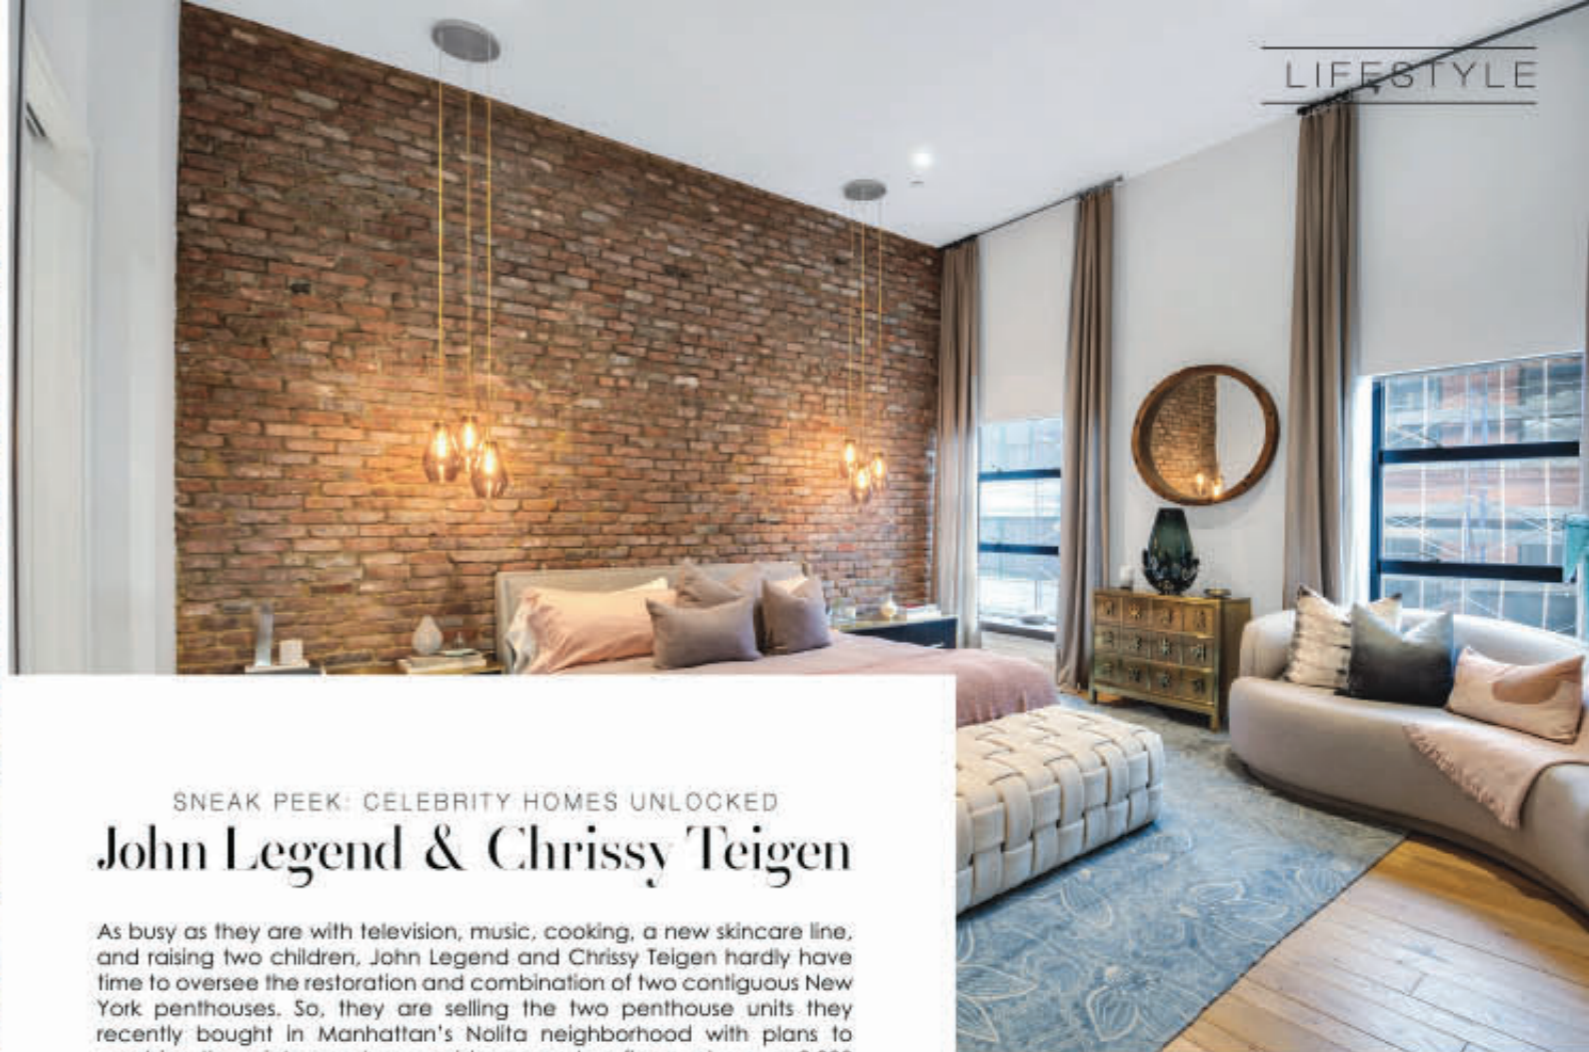 LIFESTYLE
SNEAK PEEK: CELEBRITY HOMES UNLOCKED
John Legend & Chrissy Teigen
As busy as they are with television, music, cooking, a new skincare line,
and raising two children, John Legend and Chrissy Teigen hardly have
time to oversee the restoration and combination of two contiguous New
York penthouses. So, they are selling the two penthouse units they
recently bought in Manhattan's Nolita neighborhood with plans to